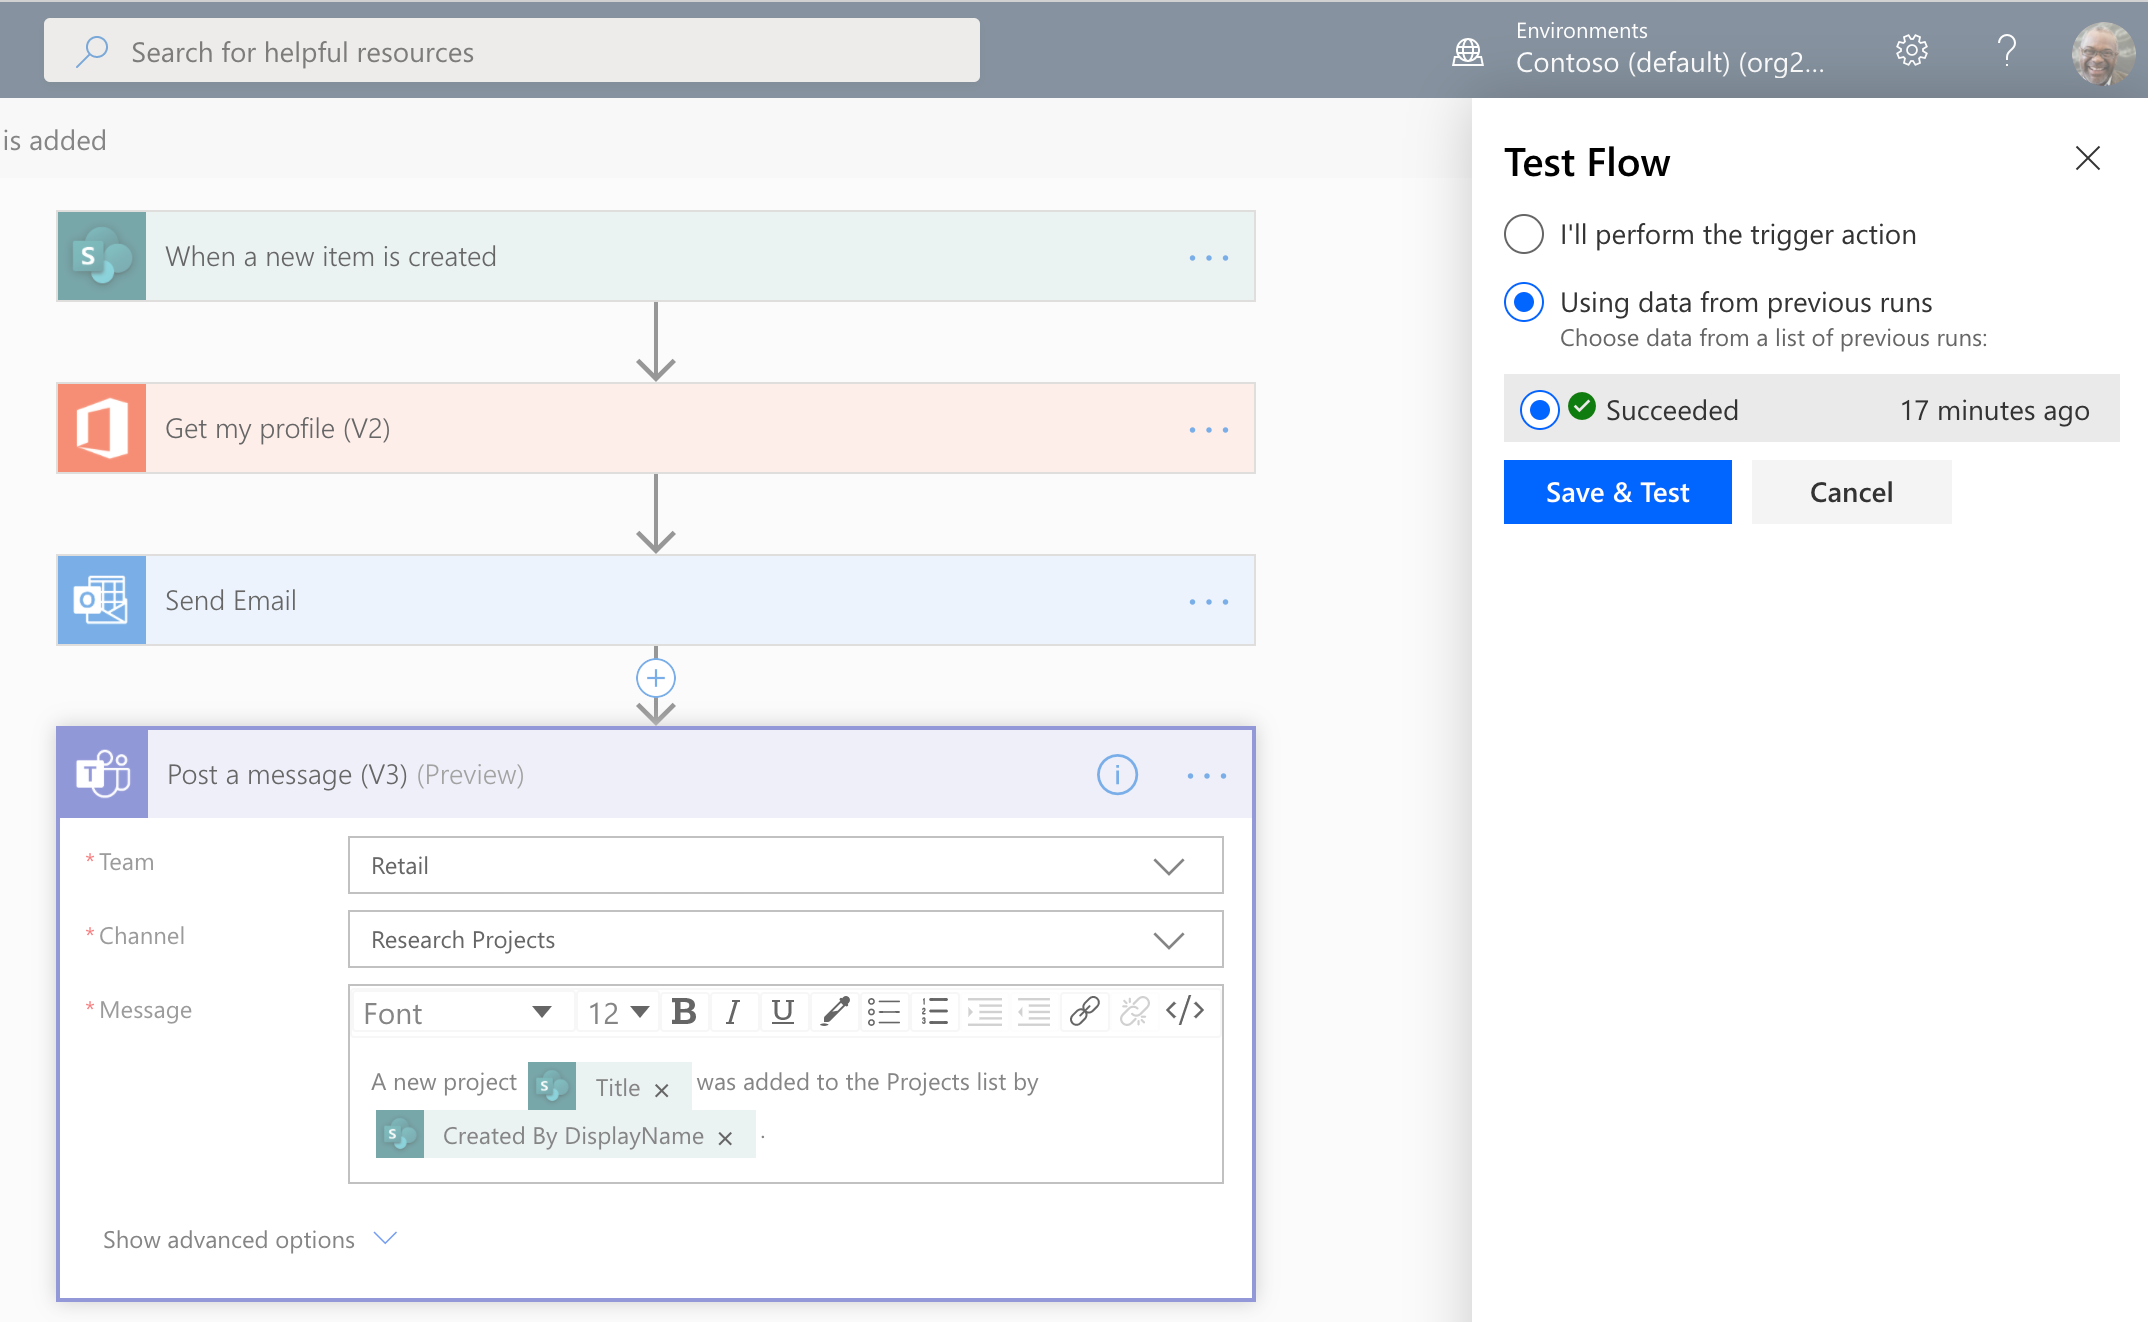 Search for helpful resources
Environments
Contoso (default) (org2...
?
is added
S When a new item is created
Get my profile (V2)
O Send Email
T Post a message (V3) (Preview) i
* Team Retail
* Channel Research Projects
* Message
Font 12 B I U </>
A new project S Title × was added to the Projects list by
S Created By DisplayName × .
Show advanced options
Test Flow
I'll perform the trigger action
Using data from previous runs
Choose data from a list of previous runs:
Succeeded 17 minutes ago
Save & Test Cancel